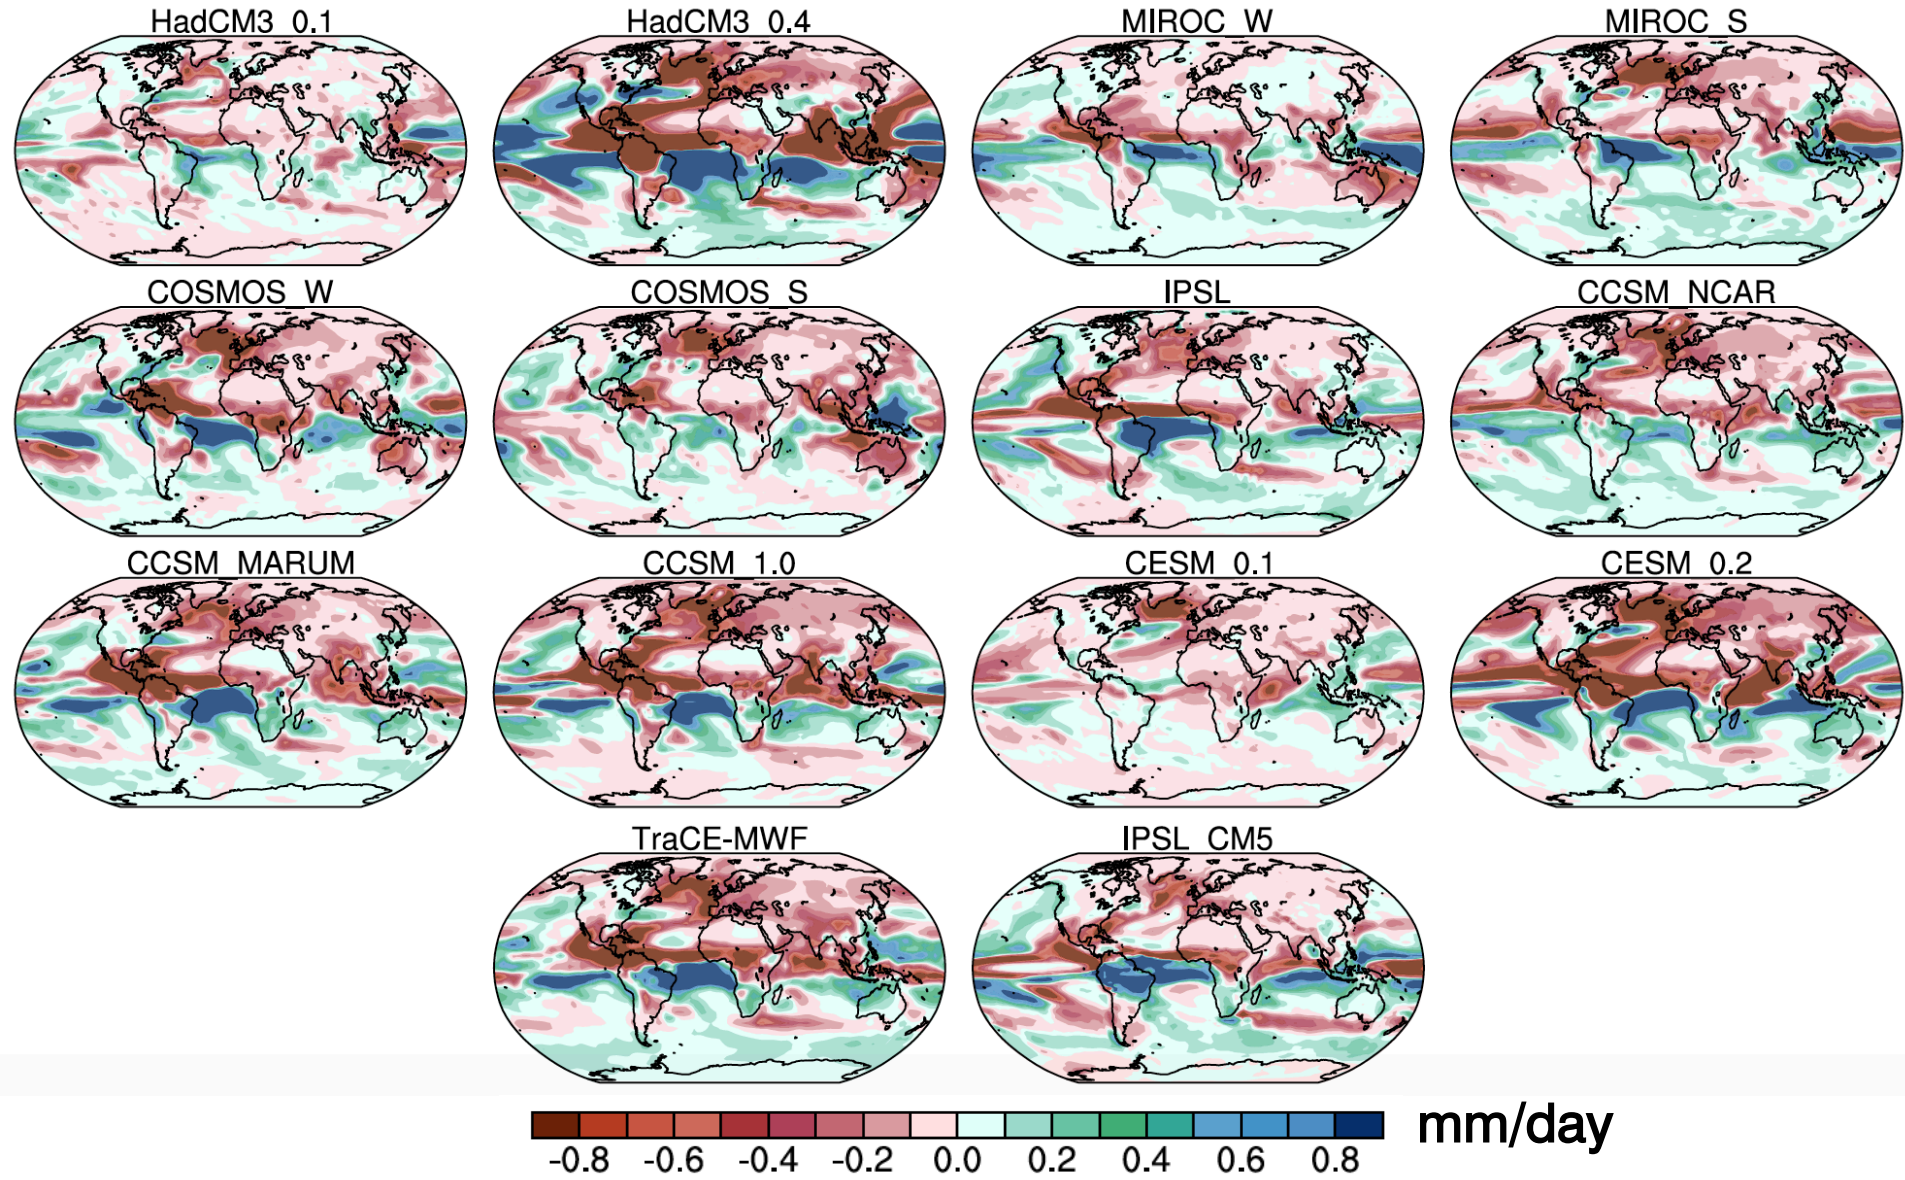 HadCM3_0.1 HadCM3_0.4 MIROC_W MIROC_S
COSMOS_W COSMOS_S IPSL CCSM_NCAR
CCSM_MARUM CCSM_1.0 CESM_0.1 CESM_0.2
TraCE-MWF IPSL_CM5
mm/day
-0.8 -0.6 -0.4 -0.2 0.0 0.2 0.4 0.6 0.8